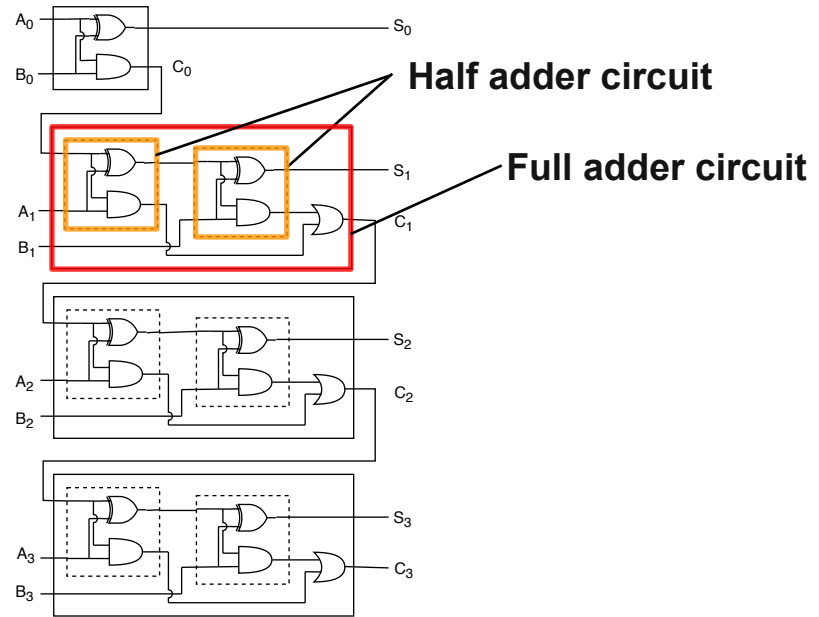 A0
S0
B0
C0
Half adder circuit
Full adder circuit
S1
A1
C1
B1
S2
A2
C2
B2
S3
A3
C3
B3